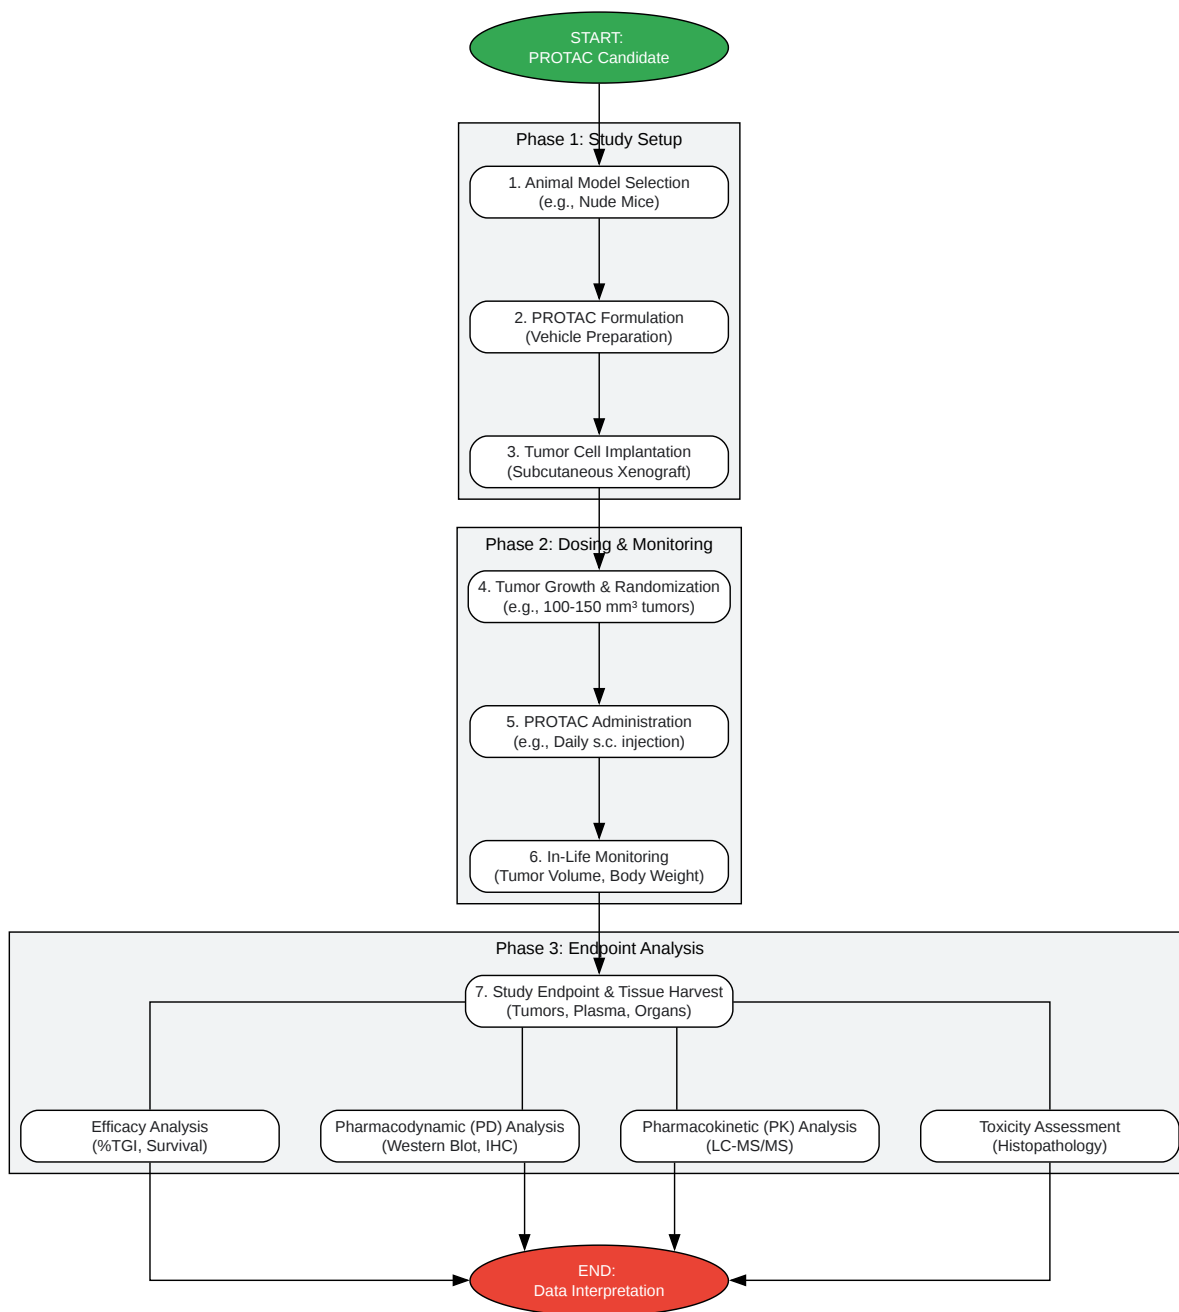 START:
PROTAC Candidate
Phase 1: Study Setup
1. Animal Model Selection
(e.g., Nude Mice)
2. PROTAC Formulation
(Vehicle Preparation)
3. Tumor Cell Implantation
(Subcutaneous Xenograft)
Phase 2: Dosing & Monitoring
4. Tumor Growth & Randomization
(e.g., 100-150 mm³ tumors)
5. PROTAC Administration
(e.g., Daily s.c. injection)
6. In-Life Monitoring
(Tumor Volume, Body Weight)
Phase 3: Endpoint Analysis
7. Study Endpoint & Tissue Harvest
(Tumors, Plasma, Organs)
Efficacy Analysis
(%TGI, Survival)
Pharmacodynamic (PD) Analysis
(Western Blot, IHC)
Pharmacokinetic (PK) Analysis
(LC-MS/MS)
Toxicity Assessment
(Histopathology)
END:
Data Interpretation